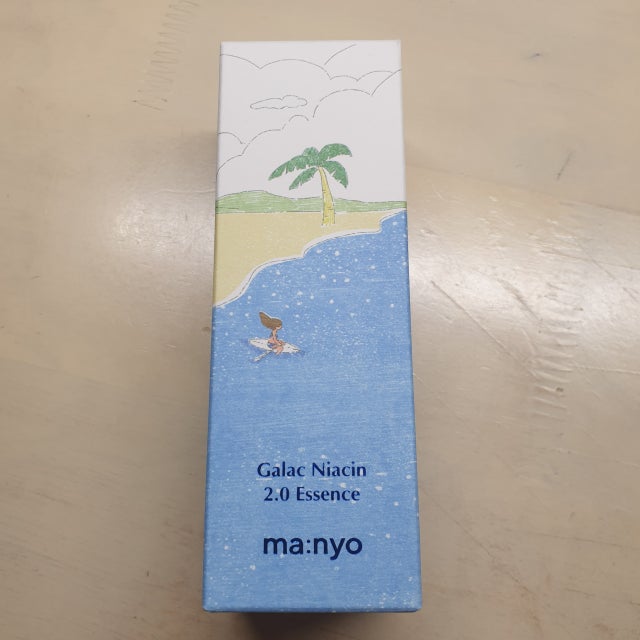 Galac Niacin
2.0 Essence
ma:nyo